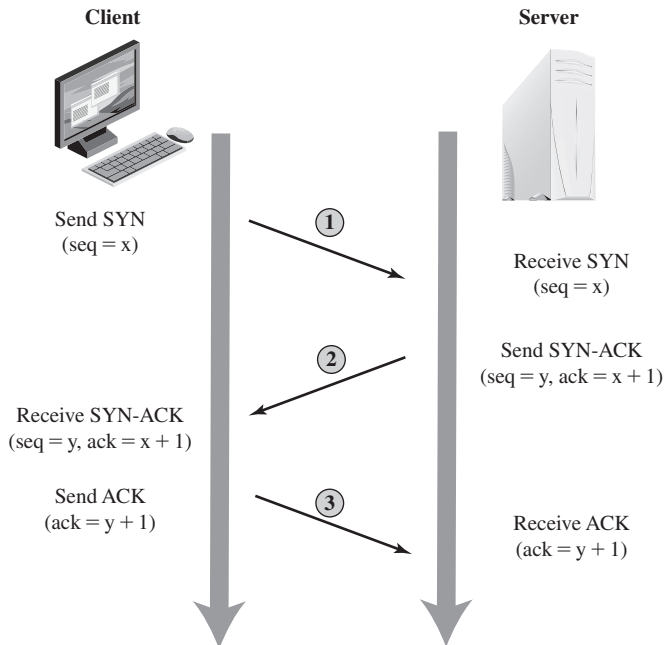 Client
Server
Send SYN
(seq = x)
1
Receive SYN
(seq = x)
2
Send SYN-ACK
(seq = y, ack = x + 1)
Receive SYN-ACK
(seq = y, ack = x + 1)
Send ACK
(ack = y + 1)
3
Receive ACK
(ack = y + 1)